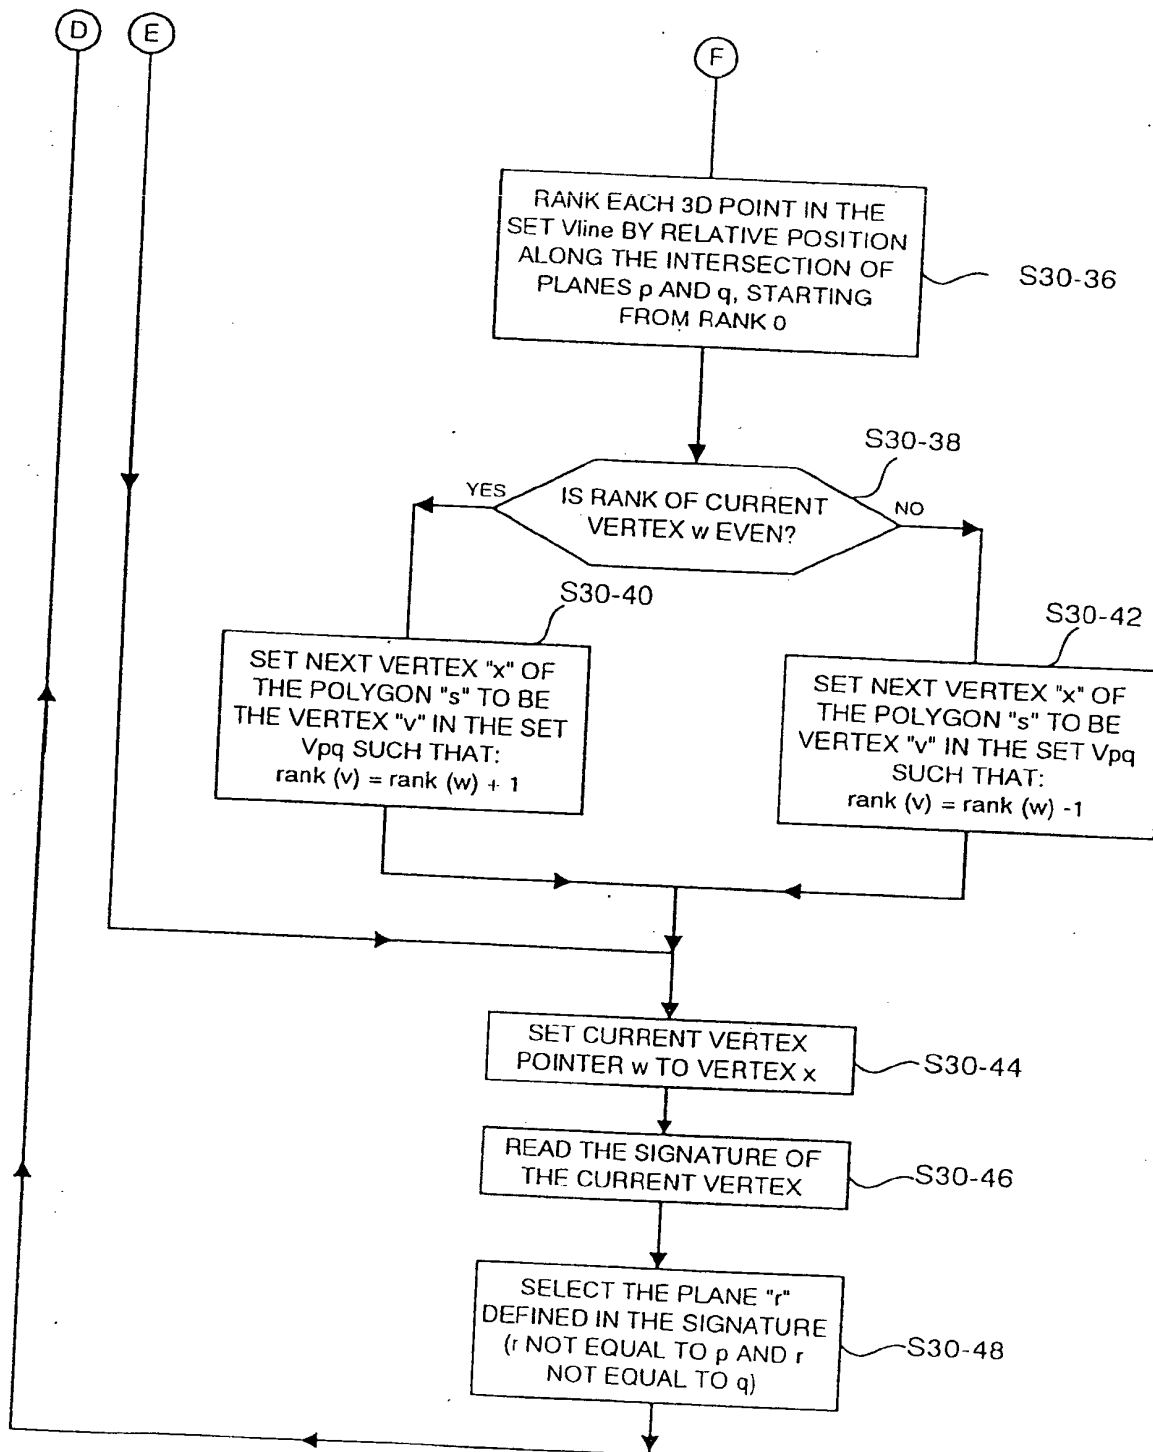 D
E
F
RANK EACH 3D POINT IN THE
SET Vline BY RELATIVE POSITION
ALONG THE INTERSECTION OF
PLANES p AND q, STARTING
FROM RANK 0
S30-36
S30-38
YES
IS RANK OF CURRENT
VERTEX w EVEN?
NO
S30-40
SET NEXT VERTEX "x" OF
THE POLYGON "s" TO BE
THE VERTEX "v" IN THE SET
Vpq SUCH THAT:
rank (v) = rank (w) + 1
S30-42
SET NEXT VERTEX "x" OF
THE POLYGON "s" TO BE
VERTEX "v" IN THE SET Vpq
SUCH THAT:
rank (v) = rank (w) -1
SET CURRENT VERTEX
POINTER w TO VERTEX x
S30-44
READ THE SIGNATURE OF
THE CURRENT VERTEX
S30-46
SELECT THE PLANE "r"
DEFINED IN THE SIGNATURE
(r NOT EQUAL TO p AND r
NOT EQUAL TO q)
S30-48